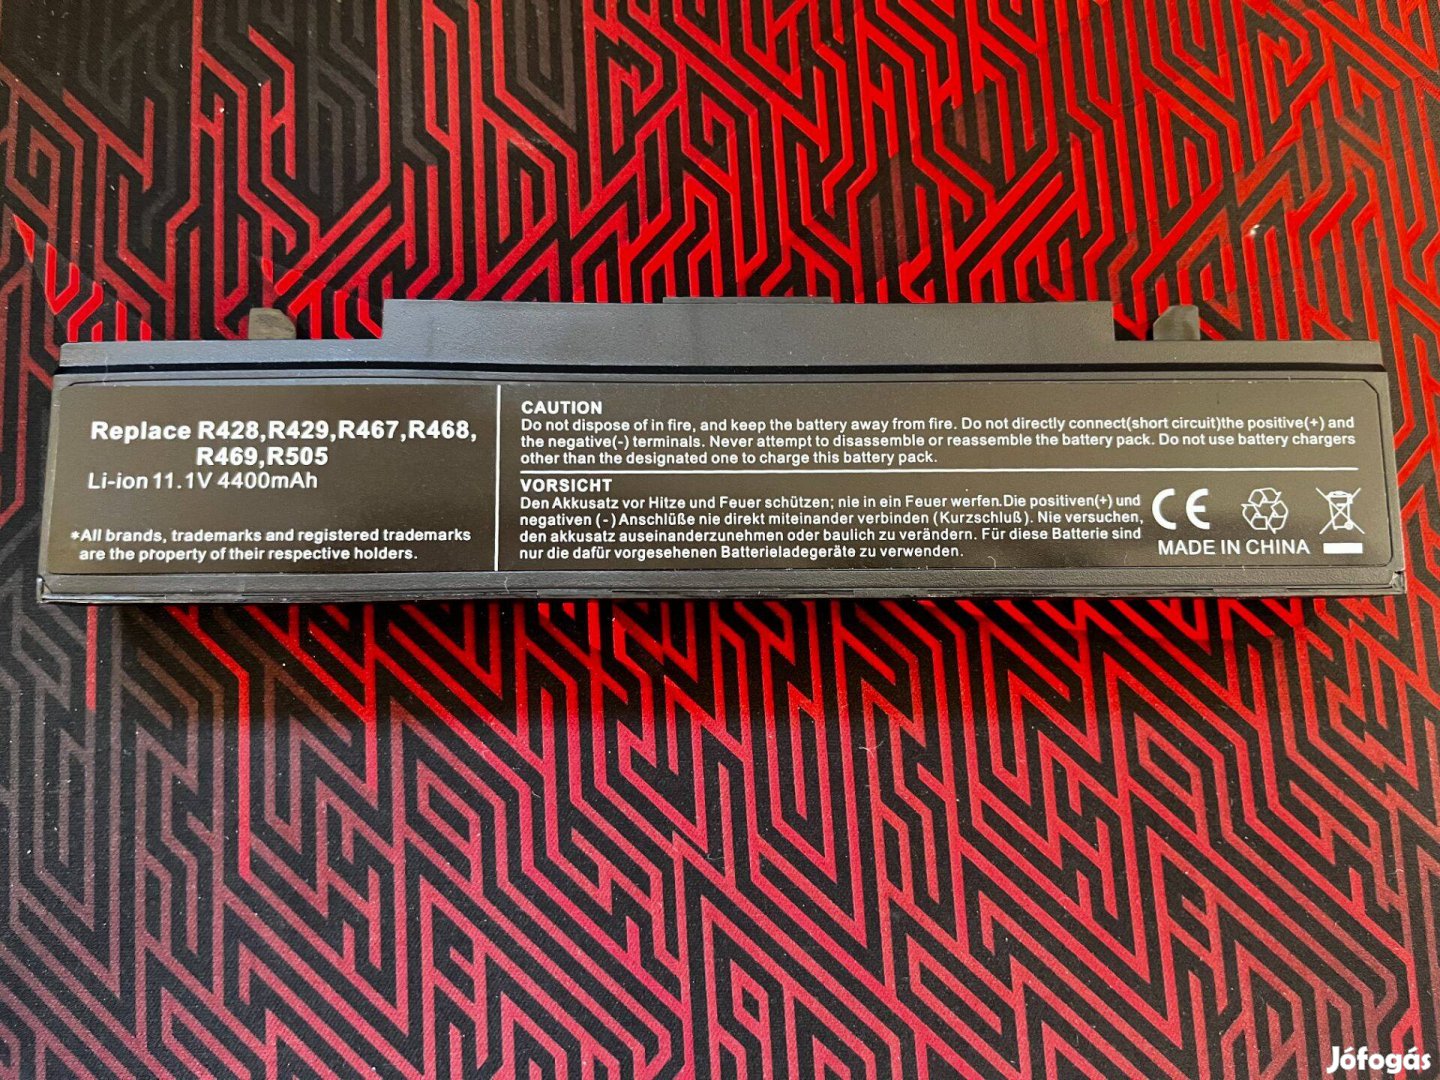 Replace R428,R429,R467,R468,
R469,R505
Li-ion 11.1V 4400mAh
*All brands, trademarks and registered trademarks
are the property of their respective holders.
CAUTION
Do not dispose of in fire, and keep the battery away from fire. Do not directly connect(short circuit)the positive(+) and
the negative(-) terminals. Never attempt to disassemble or reassemble the battery pack. Do not use battery chargers
other than the designated one to charge this battery pack.
VORSICHT
Den Akkusatz vor Hitze und Feuer schützen; nie in ein Feuer werfen.Die positiven(+) und
negativen (-) Anschlüße nie direkt miteinander verbinden (Kurzschluß). Nie versuchen,
den akkusatz auseinanderzunehmen oder baulich zu verändern. Für diese Batterie sind
nur die dafür vorgesehenen Batterieladegeräte zu verwenden.
CE
MADE IN CHINA
Jófogás